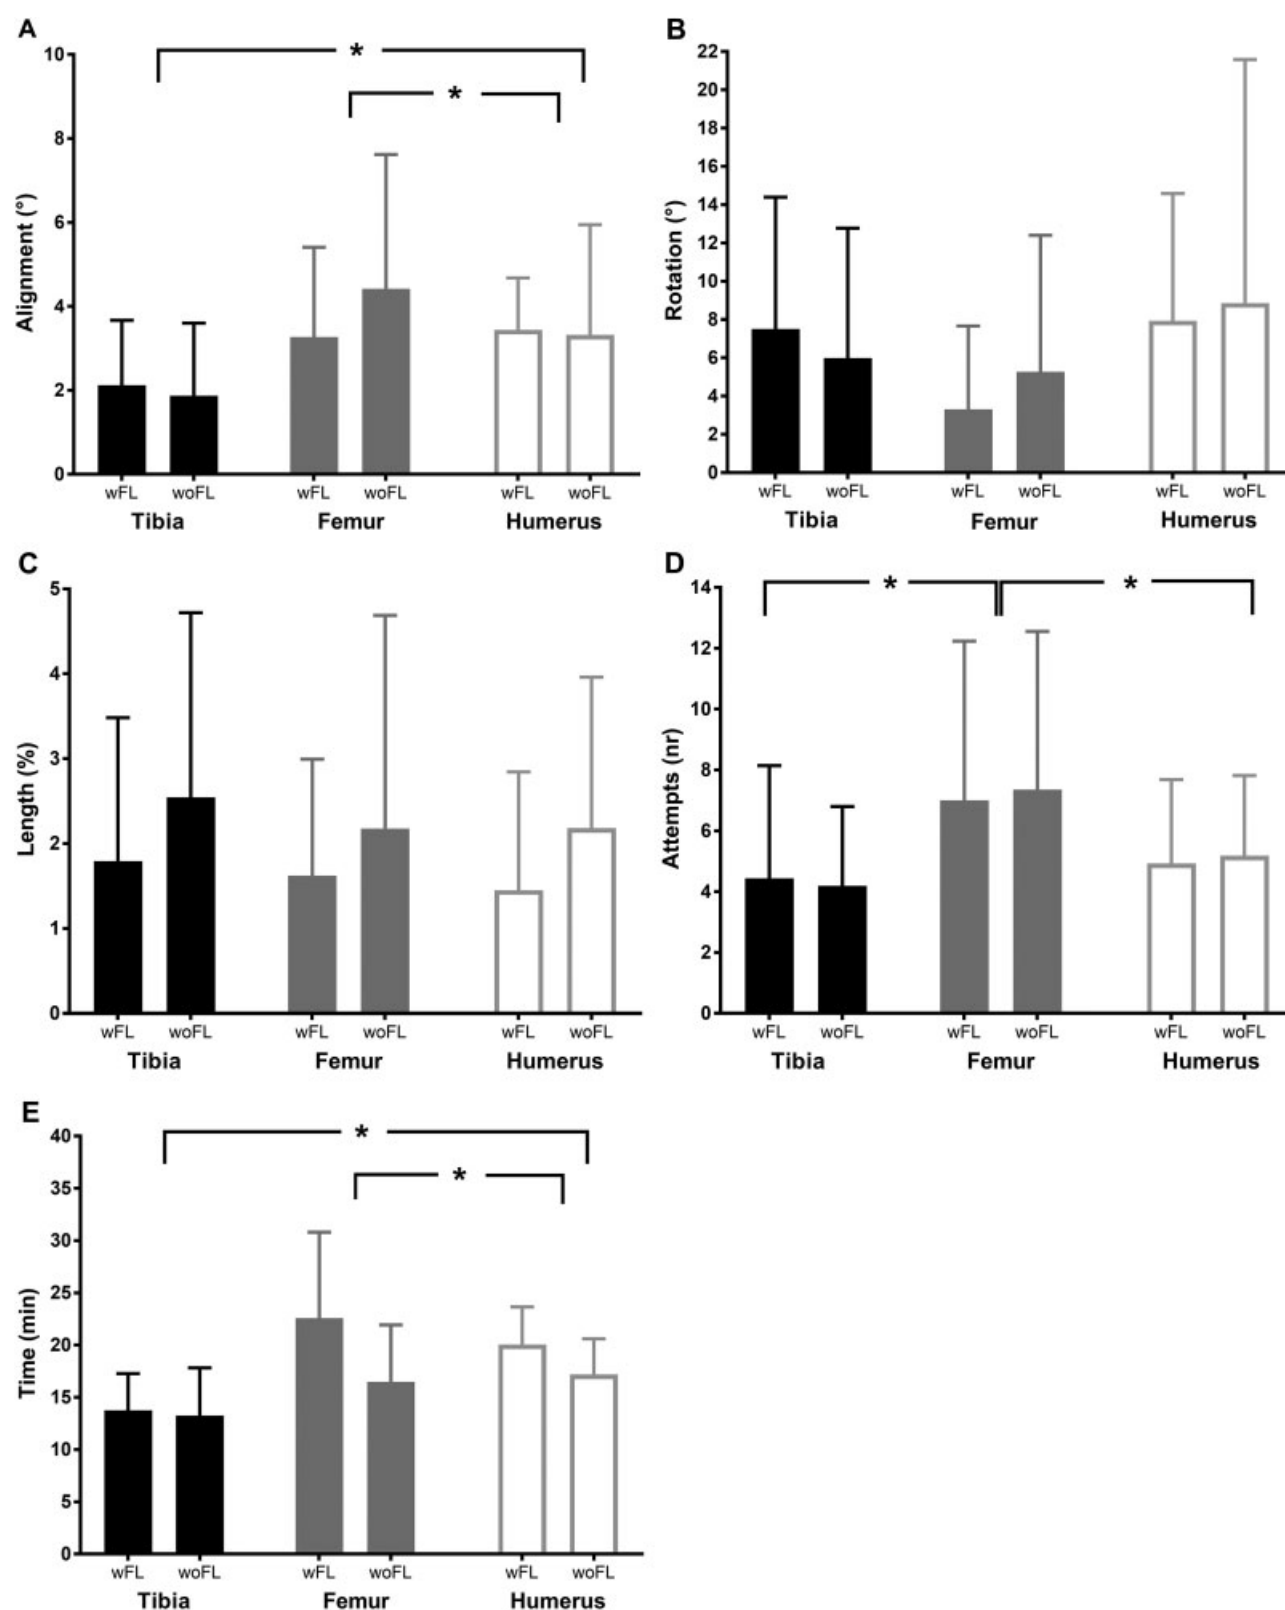 A
Alignment (°)
10
8
6
4
2
0
*
*
wFL woFL wFL woFL wFL woFL
Tibia Femur Humerus
B
Rotation (°)
22
20
18
16
14
12
10
8
6
4
2
0
wFL woFL wFL woFL wFL woFL
Tibia Femur Humerus
C
Length (%)
5
4
3
2
1
0
wFL woFL wFL woFL wFL woFL
Tibia Femur Humerus
D
Attempts (nr)
14
12
10
8
6
4
2
0
* *
wFL woFL wFL woFL wFL woFL
Tibia Femur Humerus
E
Time (min)
40
35
30
25
20
15
10
5
0
*
*
wFL woFL wFL woFL wFL woFL
Tibia Femur Humerus